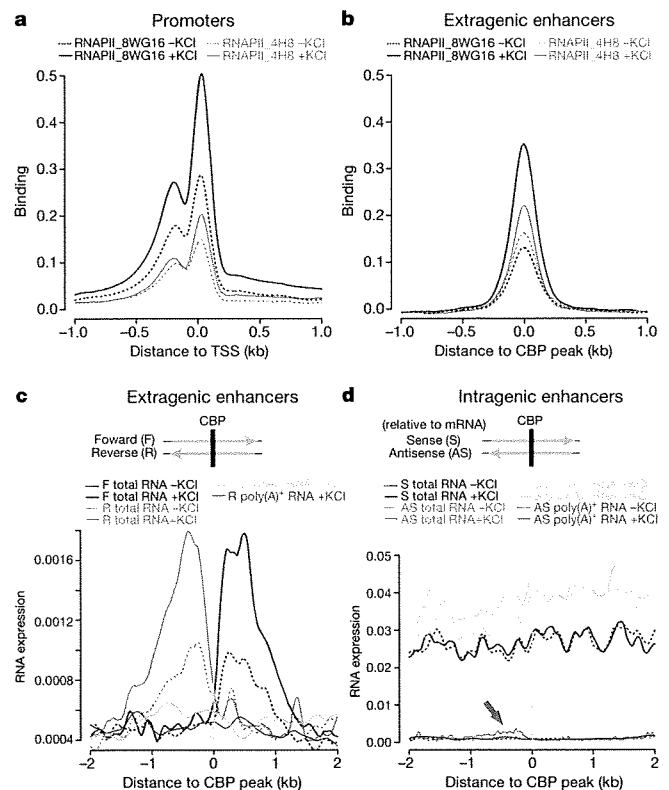 a Promoters
RNAPII_8WG16 −KCl RNAPII_4H8 −KCl
RNAPII_8WG16 +KCl RNAPII_4H8 +KCl
Binding
0.5
0.4
0.3
0.2
0.1
0.0
−1.0 −0.5 0.0 0.5 1.0
Distance to TSS (kb)
b Extragenic enhancers
RNAPII_8WG16 −KCl RNAPII_4H8 −KCl
RNAPII_8WG16 +KCl RNAPII_4H8 +KCl
Binding
0.5
0.4
0.3
0.2
0.1
0.0
−1.0 −0.5 0.0 0.5 1.0
Distance to CBP peak (kb)
c Extragenic enhancers
CBP
Foward (F)
Reverse (R)
F total RNA −KCl
F total RNA +KCl R poly(A)+ RNA +KCl
R total RNA −KCl
R total RNA+KCl
RNA expression
0.0016
0.0012
0.0008
0.0004
−2 −1 0 1 2
Distance to CBP peak (kb)
d Intragenic enhancers
(relative to mRNA) CBP
Sense (S)
Antisense (AS)
S total RNA −KCl
S total RNA +KCl
AS total RNA −KCl AS poly(A)+ RNA −KCl
AS total RNA+KCl AS poly(A)+ RNA +KCl
RNA expression
0.05
0.04
0.03
0.02
0.01
0.00
−2 −1 0 1 2
Distance to CBP peak (kb)